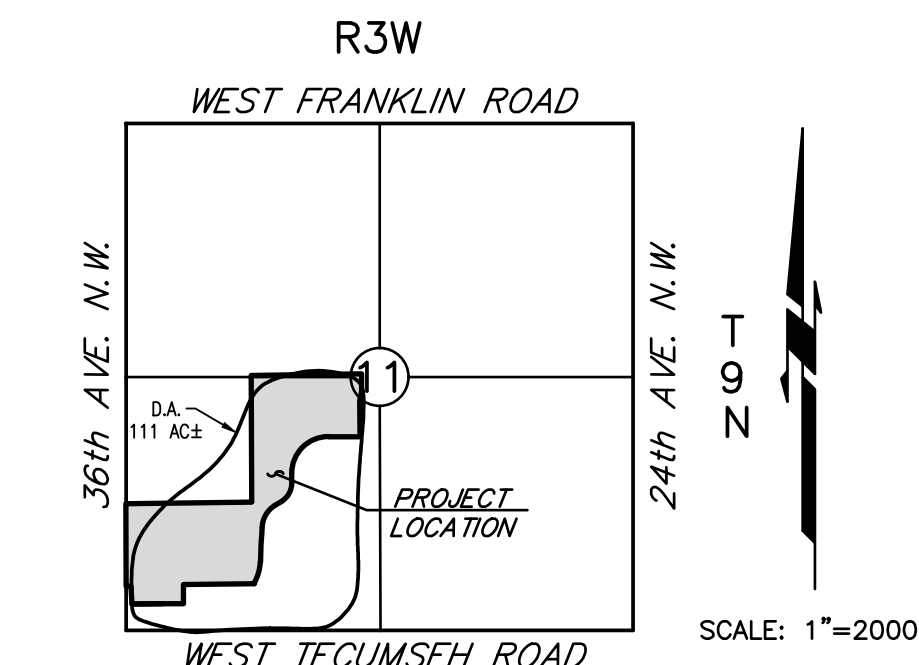 R3W
WEST FRANKLIN ROAD
36th AVE. N.W.
24th AVE. N.W.
T
9
N
11
D.A.
111 AC±
PROJECT
LOCATION
SCALE: 1"=2000
WEST TECUMSEH ROAD